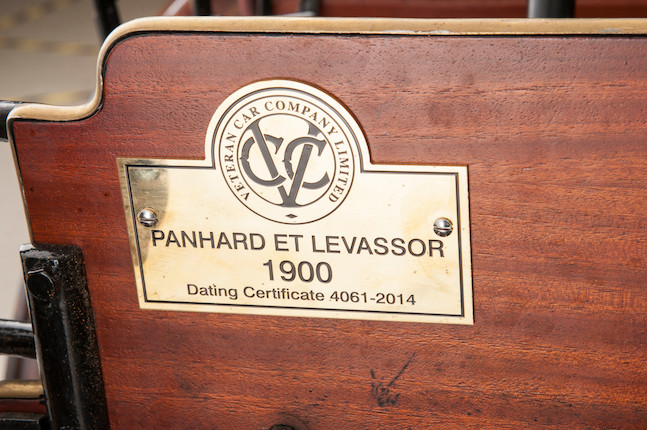 VETERAN CAR COMPANY LIMITED
VCC
PANHARD ET LEVASSOR
1900
Dating Certificate 4061-2014